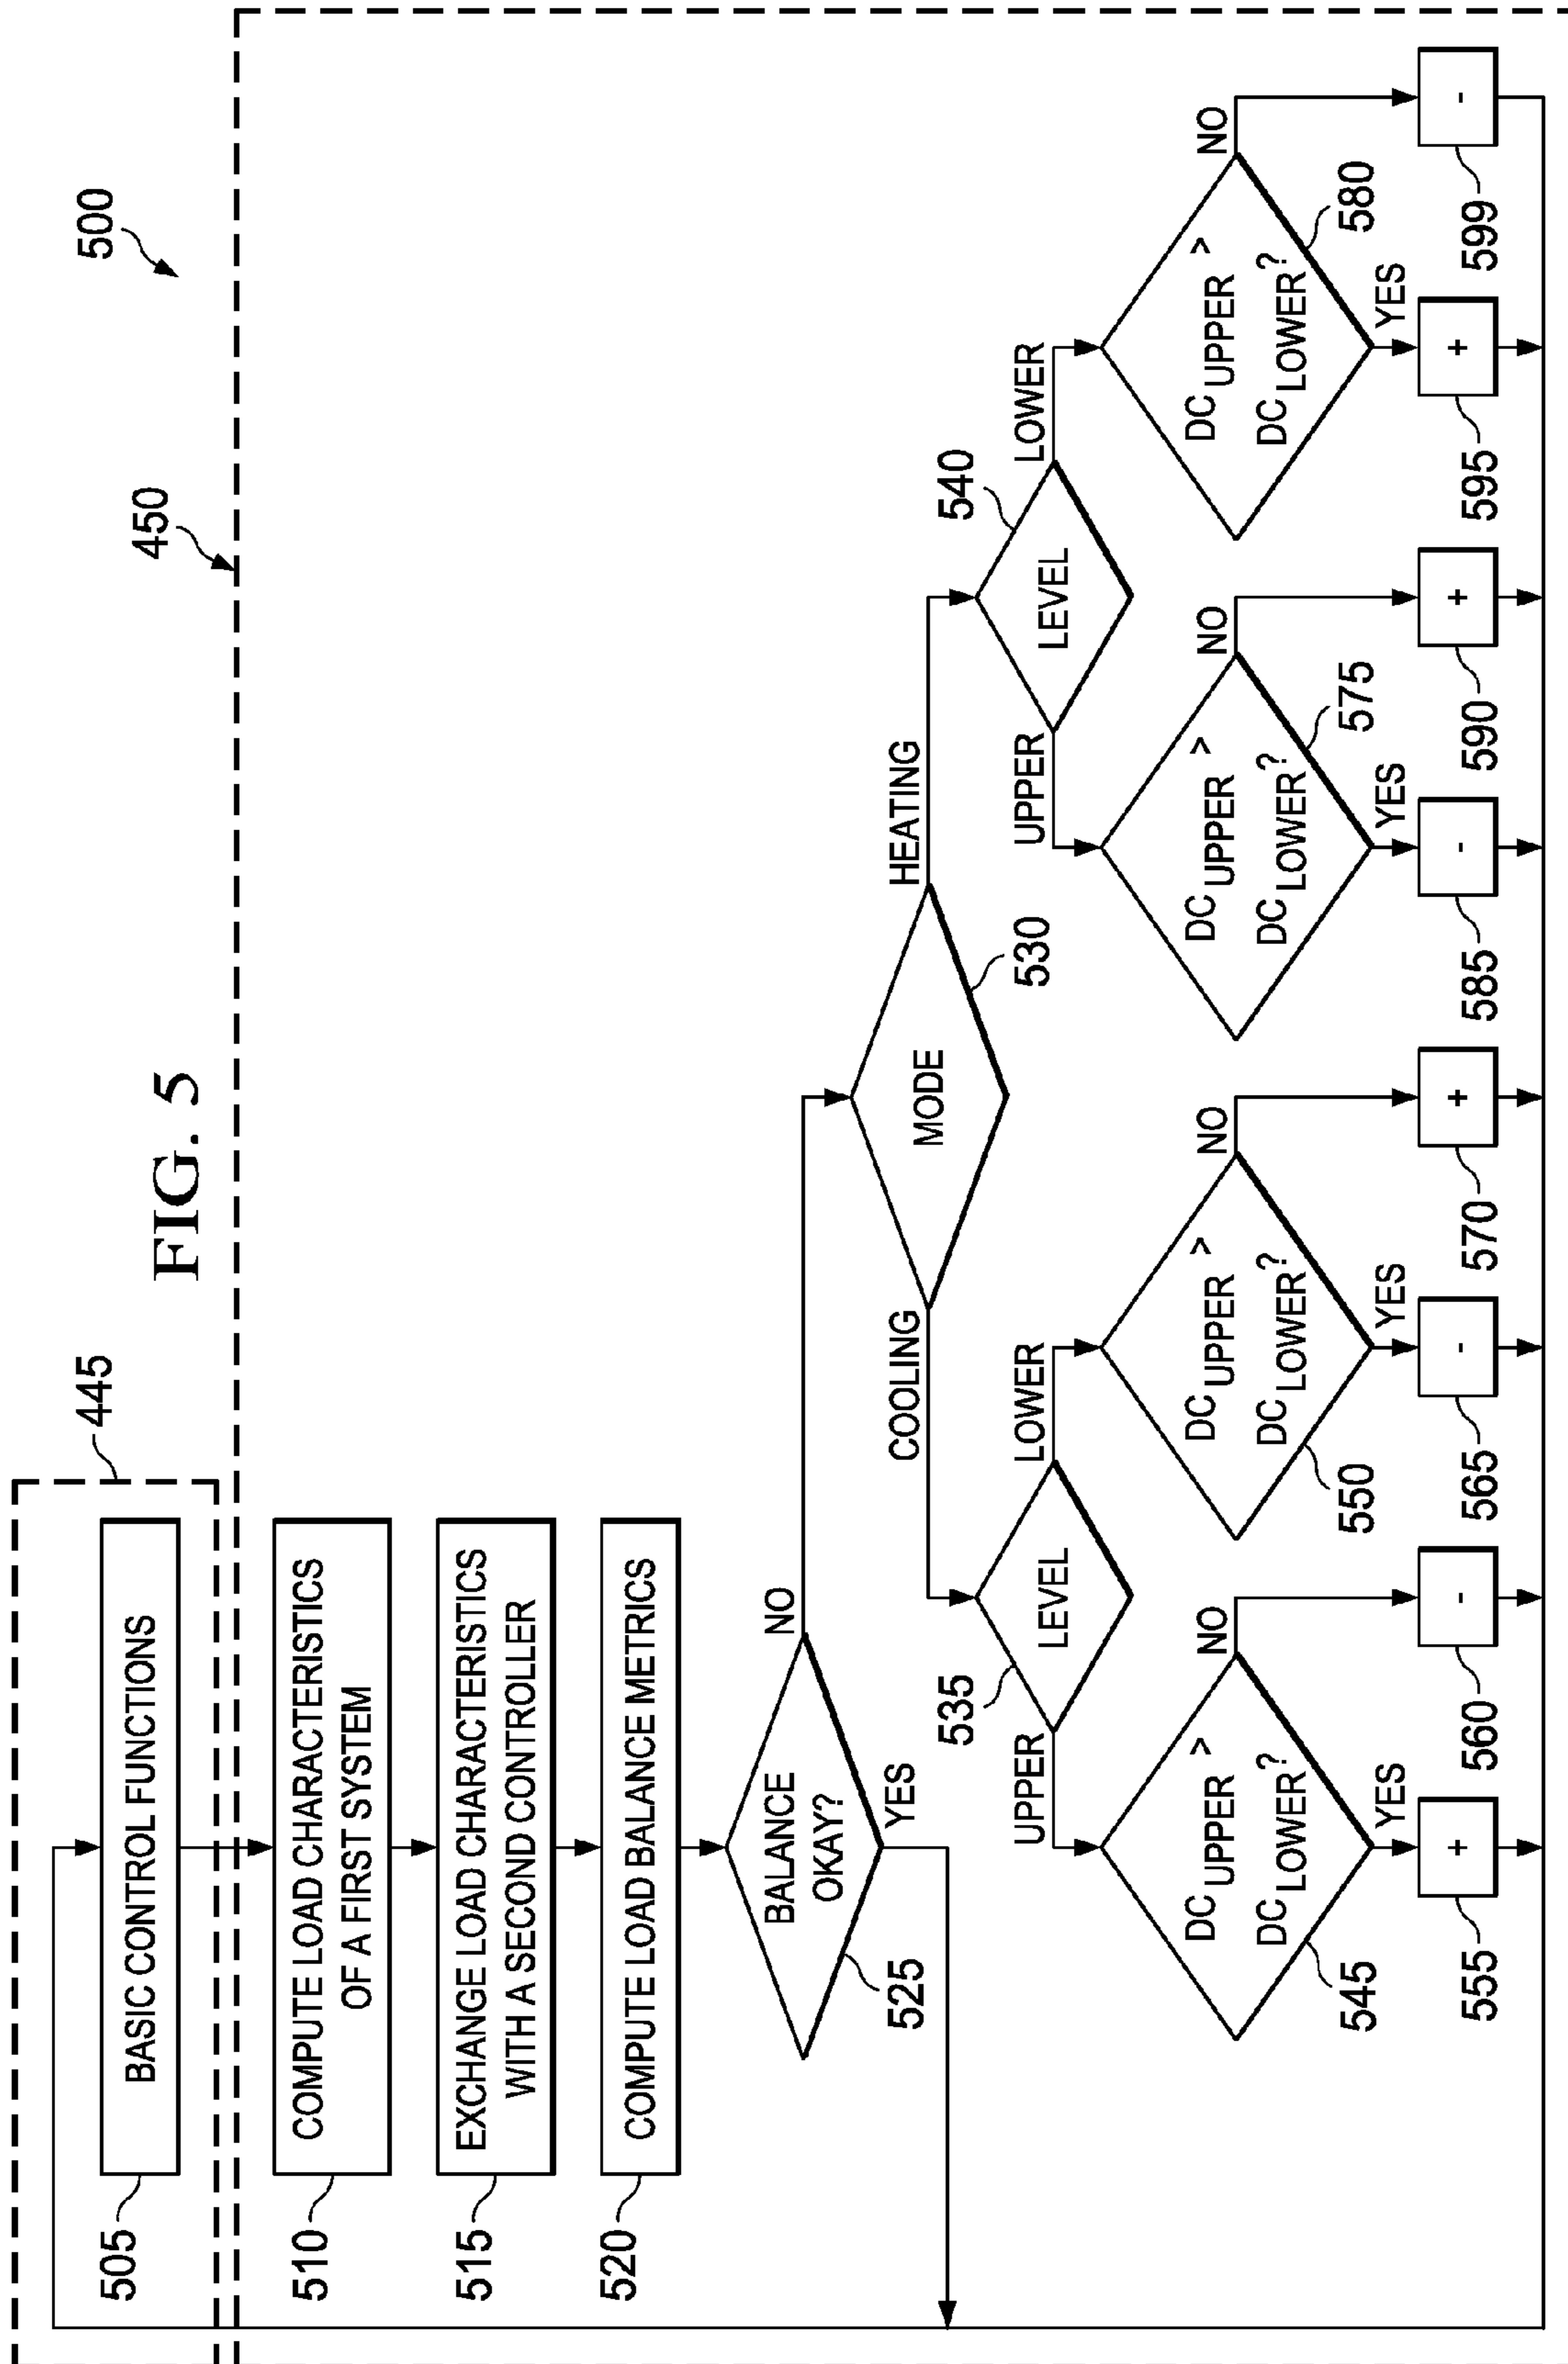 FIG. 5
500
445
450
BASIC CONTROL FUNCTIONS
505
COMPUTE LOAD CHARACTERISTICS
OF A FIRST SYSTEM
510
EXCHANGE LOAD CHARACTERISTICS
WITH A SECOND CONTROLLER
515
COMPUTE LOAD BALANCE METRICS
520
BALANCE
OKAY?
525
NO
YES
MODE
530
COOLING
HEATING
LEVEL
535
UPPER
LOWER
LEVEL
540
UPPER
LOWER
DC UPPER >
DC LOWER?
545
YES
NO
DC UPPER >
DC LOWER?
550
YES
NO
DC UPPER >
DC LOWER?
575
YES
NO
DC UPPER >
DC LOWER?
580
YES
NO
+
555
-
560
-
565
+
570
-
585
+
590
+
595
-
599